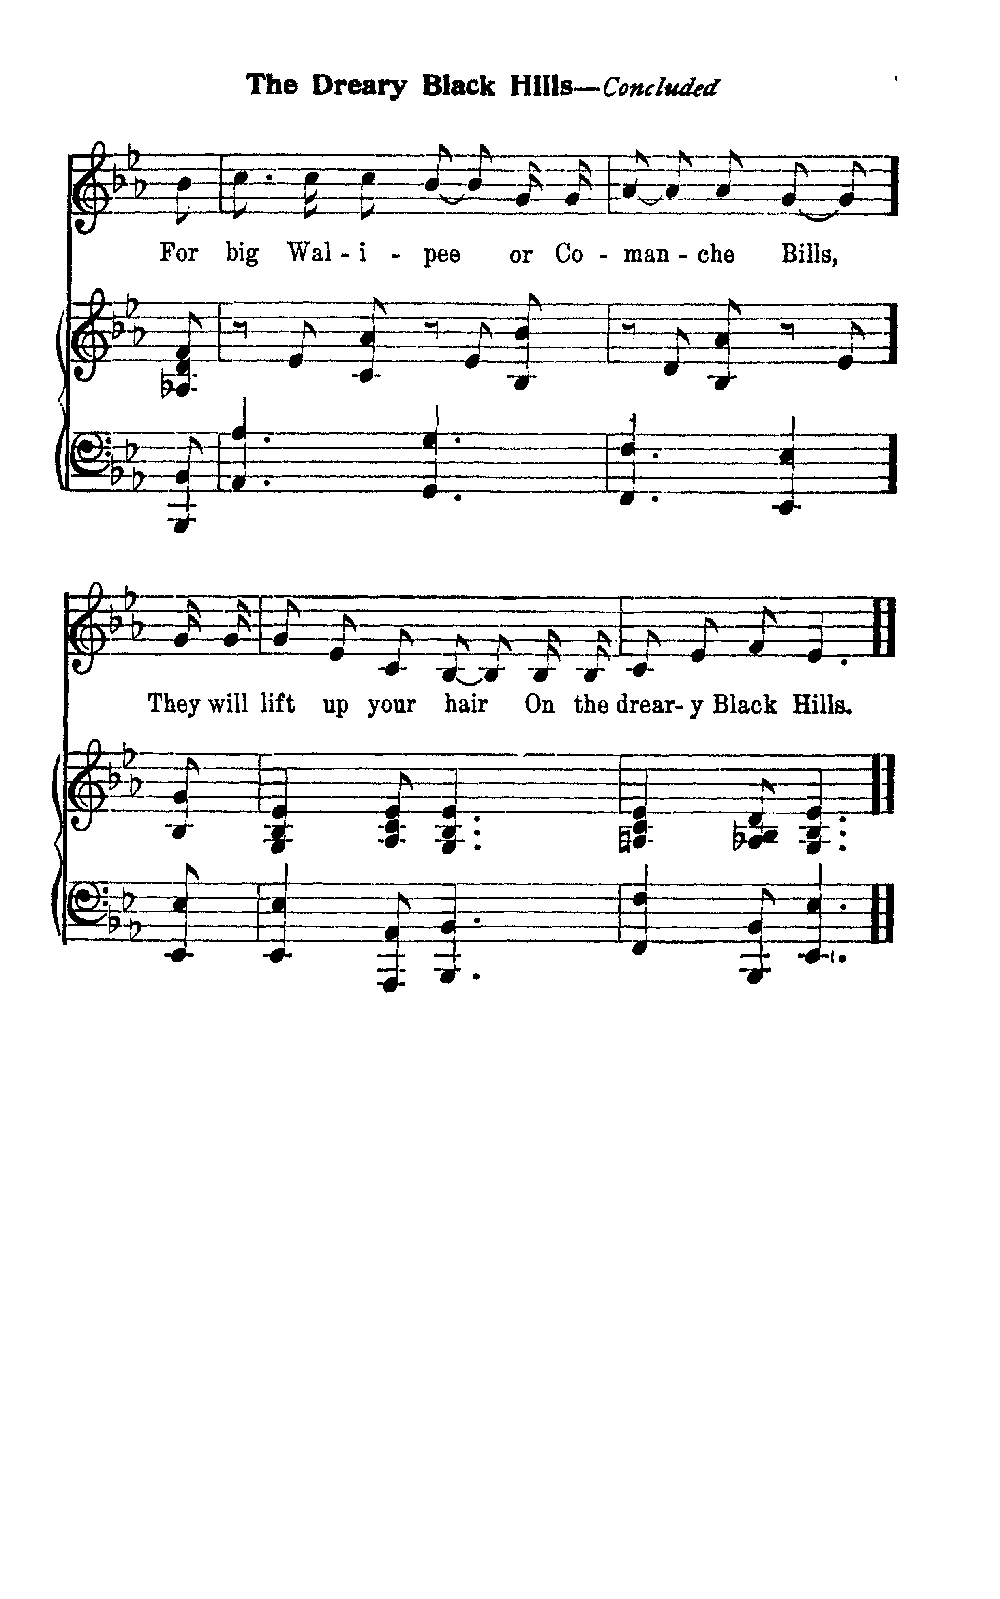 The Dreary Black Hills—Concluded
For big Wal - i - pee or Co - man - che Bills,
They will lift up your hair On the drear- y Black Hills.